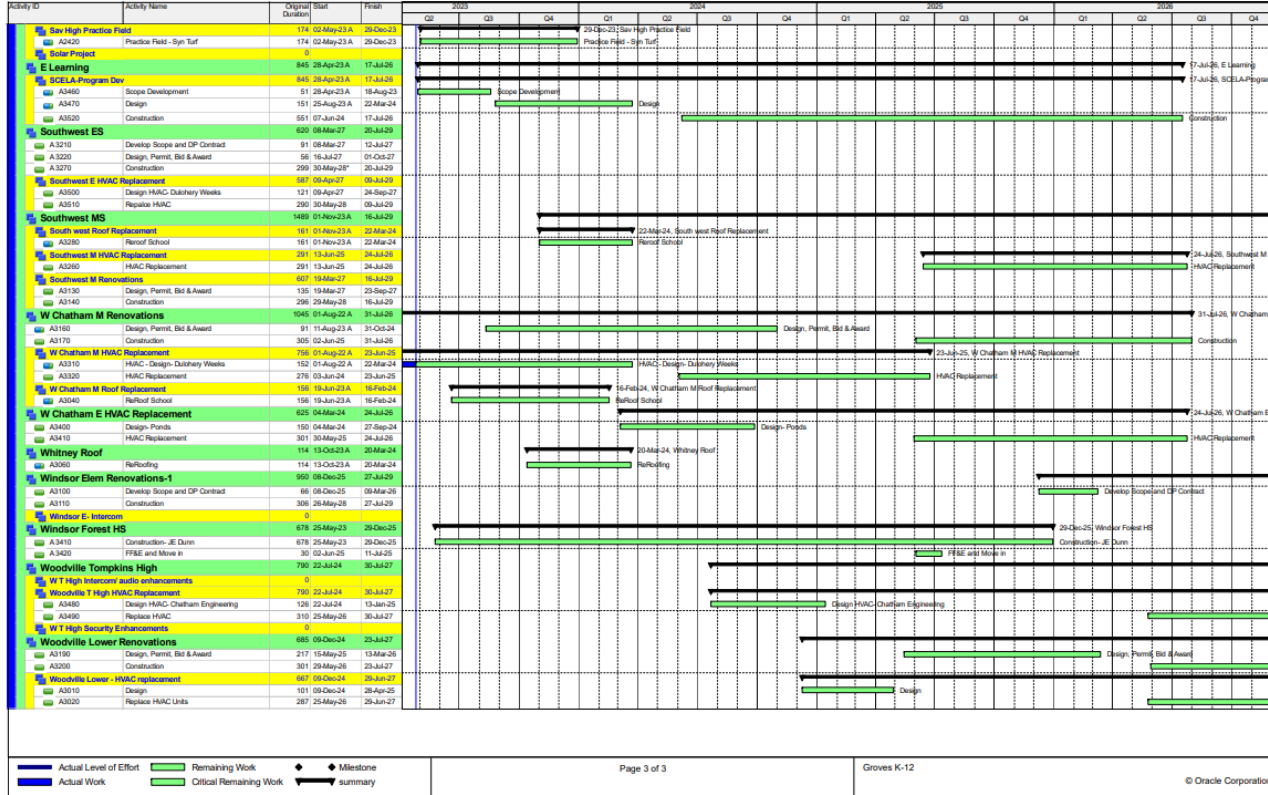 Activity ID Activity Name Original Duration Start Finish 2023 2024 2025 2026
Q2 Q3 Q4 Q1 Q2 Q3 Q4 Q1 Q2 Q3 Q4 Q1 Q2 Q3 Q4
Sav High Practice Field 174 02-May-23 A 29-Dec-23 29-Dec-23, Sav High Practice Field
A2420 Practice Field - Syn Turf 174 02-May-23 A 29-Dec-23 Practice Field - Syn Turf
Solar Project 0
E Learning 845 28-Apr-23 A 17-Jul-26 17-Jul-26, E Learning
SCELA-Program Dev 845 28-Apr-23 A 17-Jul-26 17-Jul-26, SCELA-Program
A3460 Scope Development 51 28-Apr-23 A 18-Aug-23 Scope Development
A3470 Design 151 25-Aug-23 A 22-Mar-24 Design
A3520 Construction 551 07-Jun-24 17-Jul-26 Construction
Southwest ES 620 08-Mar-27 20-Jul-29
A3210 Develop Scope and DP Contract 91 08-Mar-27 12-Jul-27
A3220 Design, Permit, Bid & Award 56 16-Jul-27 01-Oct-27
A3270 Construction 299 30-May-28* 20-Jul-29
Southwest E HVAC Replacement 587 09-Apr-27 09-Jul-29
A3500 Design HVAC- Dulohery Weeks 121 09-Apr-27 24-Sep-27
A3510 Repalce HVAC 290 30-May-28 09-Jul-29
Southwest MS 1489 01-Nov-23 A 16-Jul-29
South west Roof Replacement 161 01-Nov-23 A 22-Mar-24 22-Mar-24, South west Roof Replacement
A3280 Reroof School 161 01-Nov-23 A 22-Mar-24 Reroof School
Southwest M HVAC Replacement 291 13-Jun-25 24-Jul-26 24-Jul-26, Southwest M
A3260 HVAC Replacement 291 13-Jun-25 24-Jul-26 HVAC Replacement
Southwest M Renovations 607 19-Mar-27 16-Jul-29
A3130 Design, Permit, Bid & Award 135 19-Mar-27 23-Sep-27
A3140 Construction 296 29-May-28 16-Jul-29
W Chatham M Renovations 1045 01-Aug-22 A 31-Jul-26 31-Jul-26, W Chatham
A3160 Design, Permit, Bid & Award 91 11-Aug-23 A 31-Oct-24 Design, Permit, Bid & Award
A3170 Construction 305 02-Jun-25 31-Jul-26 Construction
W Chatham M HVAC Replacement 756 01-Aug-22 A 23-Jun-25 23-Jun-25, W Chatham M HVAC Replacement
A3310 HVAC - Design- Dulohery Weeks 152 01-Aug-22 A 22-Mar-24 HVAC - Design- Dulohery Weeks
A3320 HVAC Replacement 276 03-Jun-24 23-Jun-25 HVAC Replacement
W Chatham M Roof Replacement 156 19-Jun-23 A 16-Feb-24 16-Feb-24, W Chatham M Roof Replacement
A3040 ReRoof School 156 19-Jun-23 A 16-Feb-24 ReRoof School
W Chatham E HVAC Replacement 625 04-Mar-24 24-Jul-26 24-Jul-26, W Chatham E
A3400 Design- Ponds 150 04-Mar-24 27-Sep-24 Design- Ponds
A3410 HVAC Replacement 301 30-May-25 24-Jul-26 HVAC Replacement
Whitney Roof 114 13-Oct-23 A 20-Mar-24 20-Mar-24, Whitney Roof
A3060 ReRoofing 114 13-Oct-23 A 20-Mar-24 ReRoofing
Windsor Elem Renovations-1 950 08-Dec-25 27-Jul-29
A3100 Develop Scope and DP Contract 66 08-Dec-25 09-Mar-26 Develop Scope and DP Contract
A3110 Construction 306 26-May-28 27-Jul-29
Windsor E- Intercom 0
Windsor Forest HS 678 25-May-23 29-Dec-25 29-Dec-25, Windsor Forest HS
A3410 Construction- JE Dunn 678 25-May-23 29-Dec-25 Construction- JE Dunn
A3420 FF&E and Move in 30 02-Jun-25 11-Jul-25 FF&E and Move in
Woodville Tompkins High 790 22-Jul-24 30-Jul-27
W T High Intercom/ audio enhancements 0
Woodville T High HVAC Replacement 790 22-Jul-24 30-Jul-27
A3480 Design HVAC- Chatham Engineering 126 22-Jul-24 13-Jan-25 Design HVAC- Chatham Engineering
A3490 Replace HVAC 310 25-May-26 30-Jul-27
W T High Security Enhancements 0
Woodville Lower Renovations 685 09-Dec-24 23-Jul-27
A3190 Design, Permit, Bid & Award 217 15-May-25 13-Mar-26 Design, Permit, Bid & Award
A3200 Construction 301 29-May-26 23-Jul-27
Woodville Lower - HVAC replacement 667 09-Dec-24 29-Jun-27
A3010 Design 101 09-Dec-24 28-Apr-25 Design
A3020 Replace HVAC Units 287 25-May-26 29-Jun-27
Actual Level of Effort Remaining Work Milestone
Actual Work Critical Remaining Work summary
Page 3 of 3
Groves K-12
© Oracle Corporation